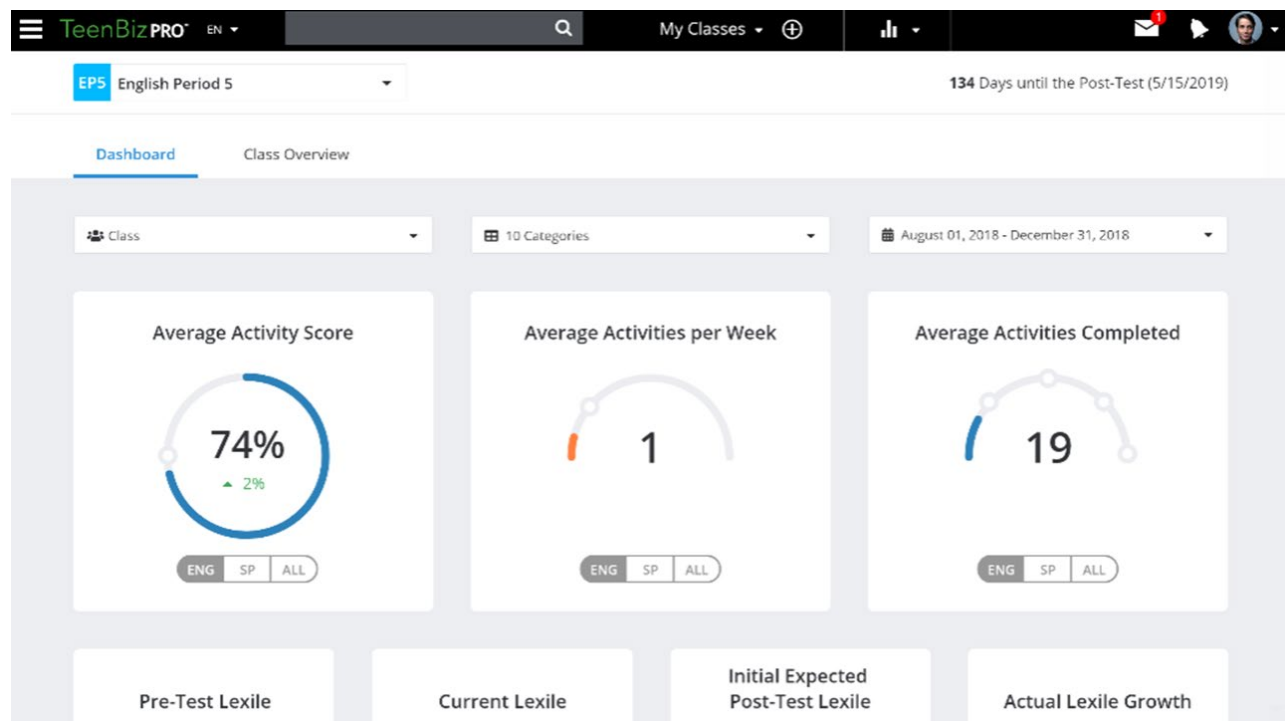 TeenBizPRO EN My Classes 1
EP5 English Period 5 134 Days until the Post-Test (5/15/2019)
Dashboard Class Overview
Class 10 Categories August 01, 2018 - December 31, 2018
Average Activity Score Average Activities per Week Average Activities Completed
74% 1 19
2%
ENG SP ALL ENG SP ALL ENG SP ALL
Initial Expected
Pre-Test Lexile Current Lexile Post-Test Lexile Actual Lexile Growth